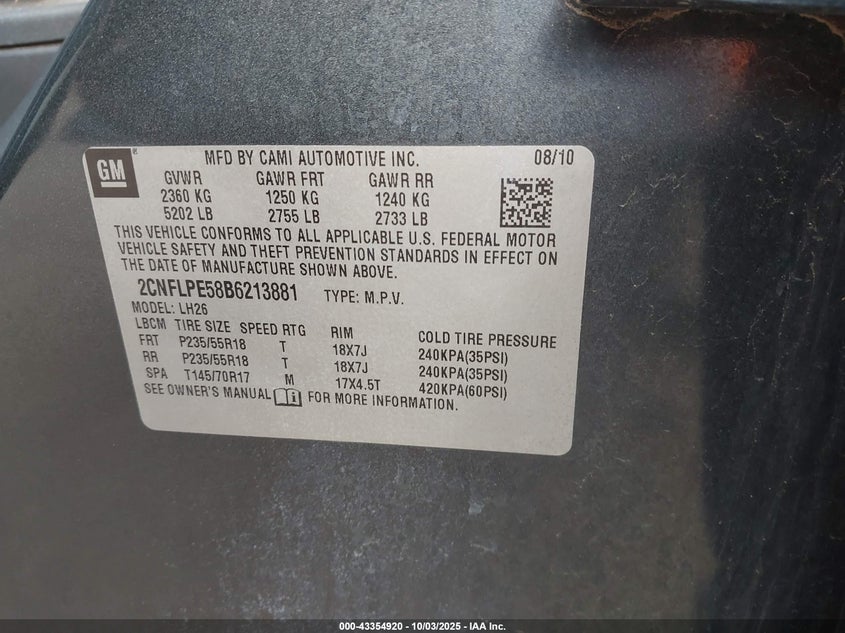 GM
MFD BY CAMI AUTOMOTIVE INC. 08/10
GVWR GAWR FRT GAWR RR
2360 KG 1250 KG 1240 KG
5202 LB 2755 LB 2733 LB
THIS VEHICLE CONFORMS TO ALL APPLICABLE U.S. FEDERAL MOTOR
VEHICLE SAFETY AND THEFT PREVENTION STANDARDS IN EFFECT ON
THE DATE OF MANUFACTURE SHOWN ABOVE.
2CNFLPE58B6213881 TYPE: M.P.V.
MODEL: LH26
LBCM TIRE SIZE SPEED RTG RIM COLD TIRE PRESSURE
FRT P235/55R18 T 18X7J 240KPA(35PSI)
RR P235/55R18 T 18X7J 240KPA(35PSI)
SPA T145/70R17 M 17X4.5T 420KPA(60PSI)
SEE OWNER'S MANUAL FOR MORE INFORMATION.
000-43354920 - 10/03/2025 - IAA Inc.